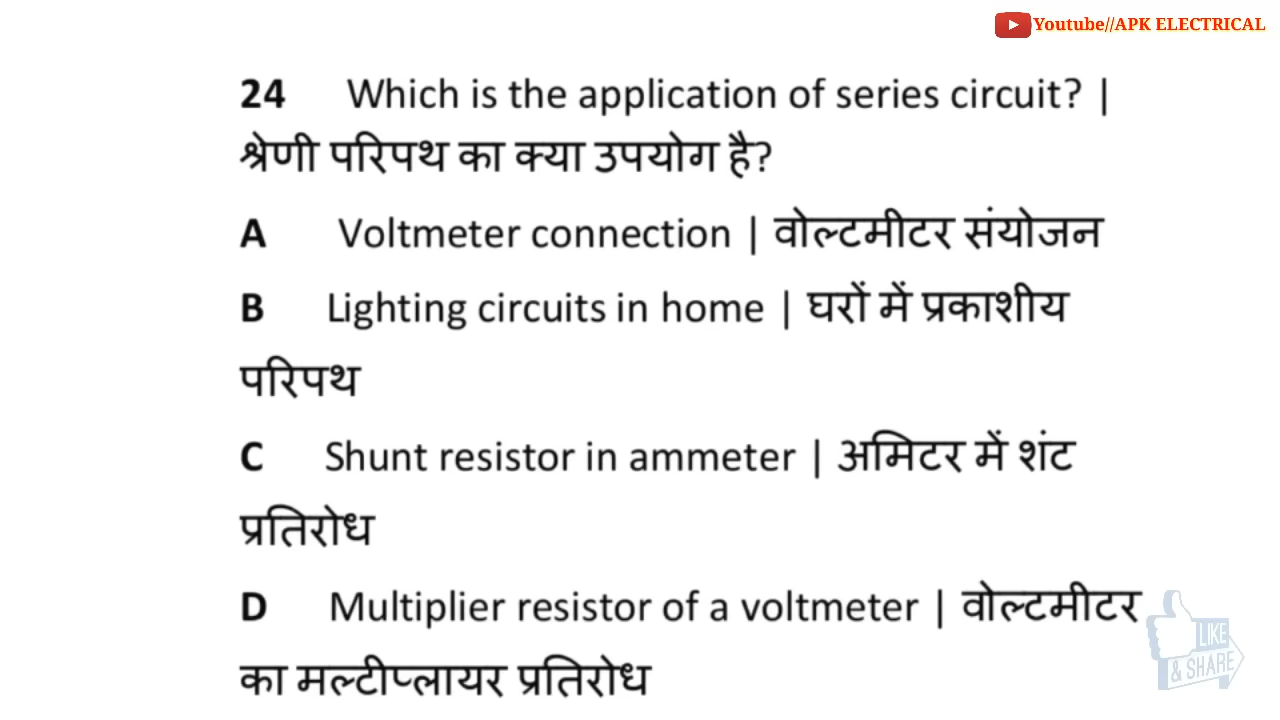 Youtube//APK ELECTRICAL
24 Which is the application of series circuit? |
श्रेणी परिपथ का क्या उपयोग है?
A Voltmeter connection | वोल्टमीटर संयोजन
B Lighting circuits in home | घरों में प्रकाशीय
परिपथ
C Shunt resistor in ammeter | अमिटर में शंट
प्रतिरोध
D Multiplier resistor of a voltmeter | वोल्टमीटर
का मल्टीप्लायर प्रतिरोध
LIKE
& SHARE